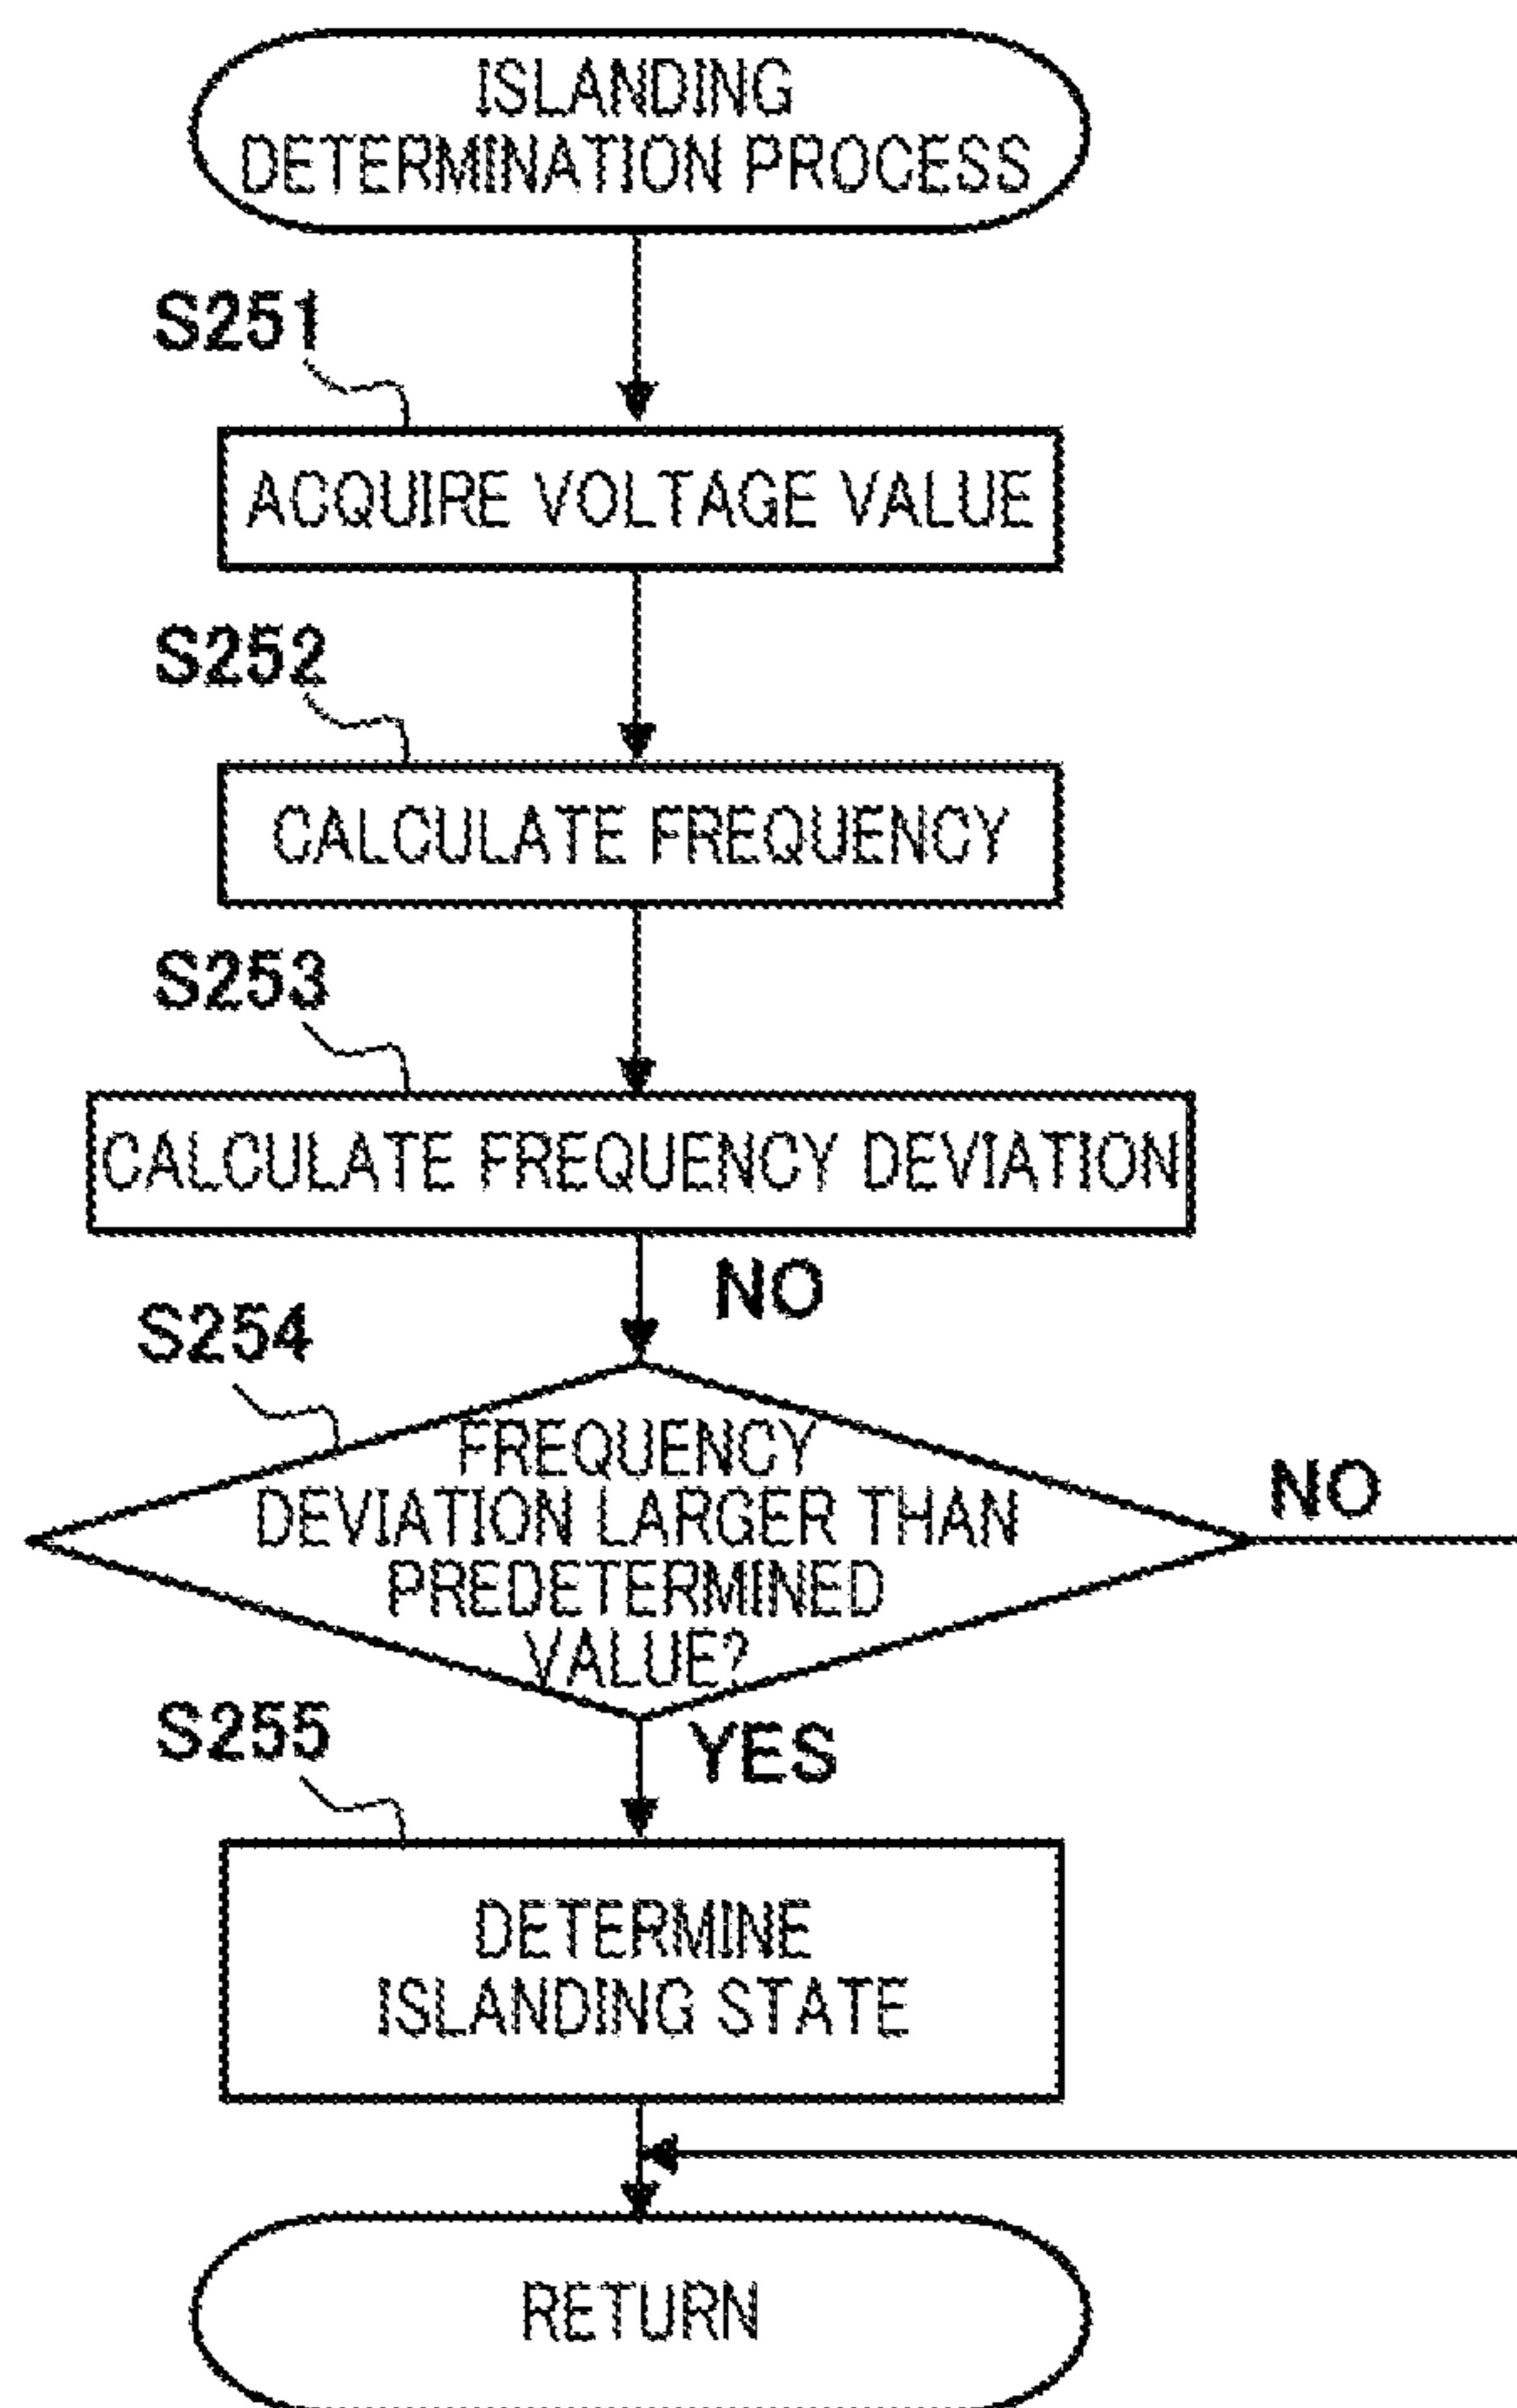 ISLANDING
DETERMINATION PROCESS
S251
ACQUIRE VOLTAGE VALUE
S252
CALCULATE FREQUENCY
S253
CALCULATE FREQUENCY DEVIATION
NO
S254
FREQUENCY
DEVIATION LARGER THAN
PREDETERMINED
VALUE?
NO
YES
S255
DETERMINE
ISLANDING STATE
RETURN